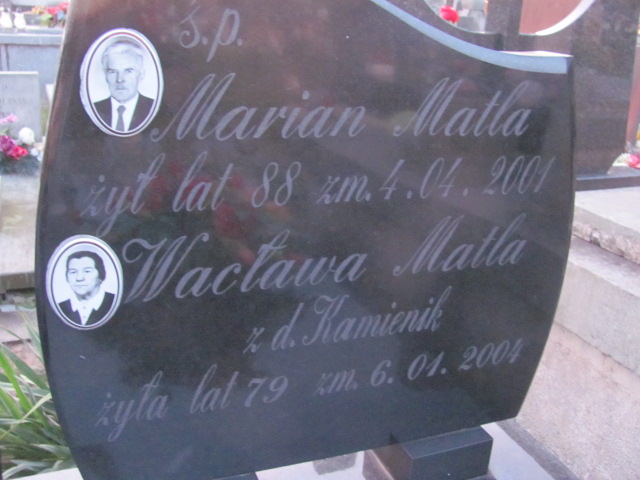 ś.p.
Marian Matla
żył lat 88 zm. 4.04.2001
Wacława Matla
z d. Kamienik
żyła lat 79 zm. 6.01.2004